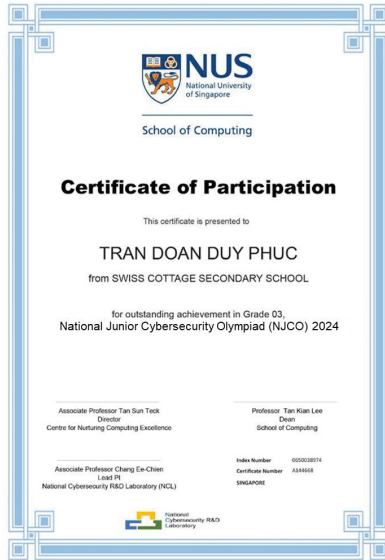 NUS
National University
of Singapore
School of Computing
Certificate of Participation
This certificate is presented to
TRAN DOAN DUY PHUC
from SWISS COTTAGE SECONDARY SCHOOL
for outstanding achievement in Grade 03,
National Junior Cybersecurity Olympiad (NJCO) 2024
Associate Professor Tan Sun Teck
Director
Centre for Nurturing Computing Excellence
Professor Tan Kian Lee
Dean
School of Computing
Associate Professor Chang Ee-Chien
Lead PI
National Cybersecurity R&D Laboratory (NCL)
Index Number 0650038974
Certificate Number A344668
SINGAPORE
National
Cybersecurity R&D
Laboratory